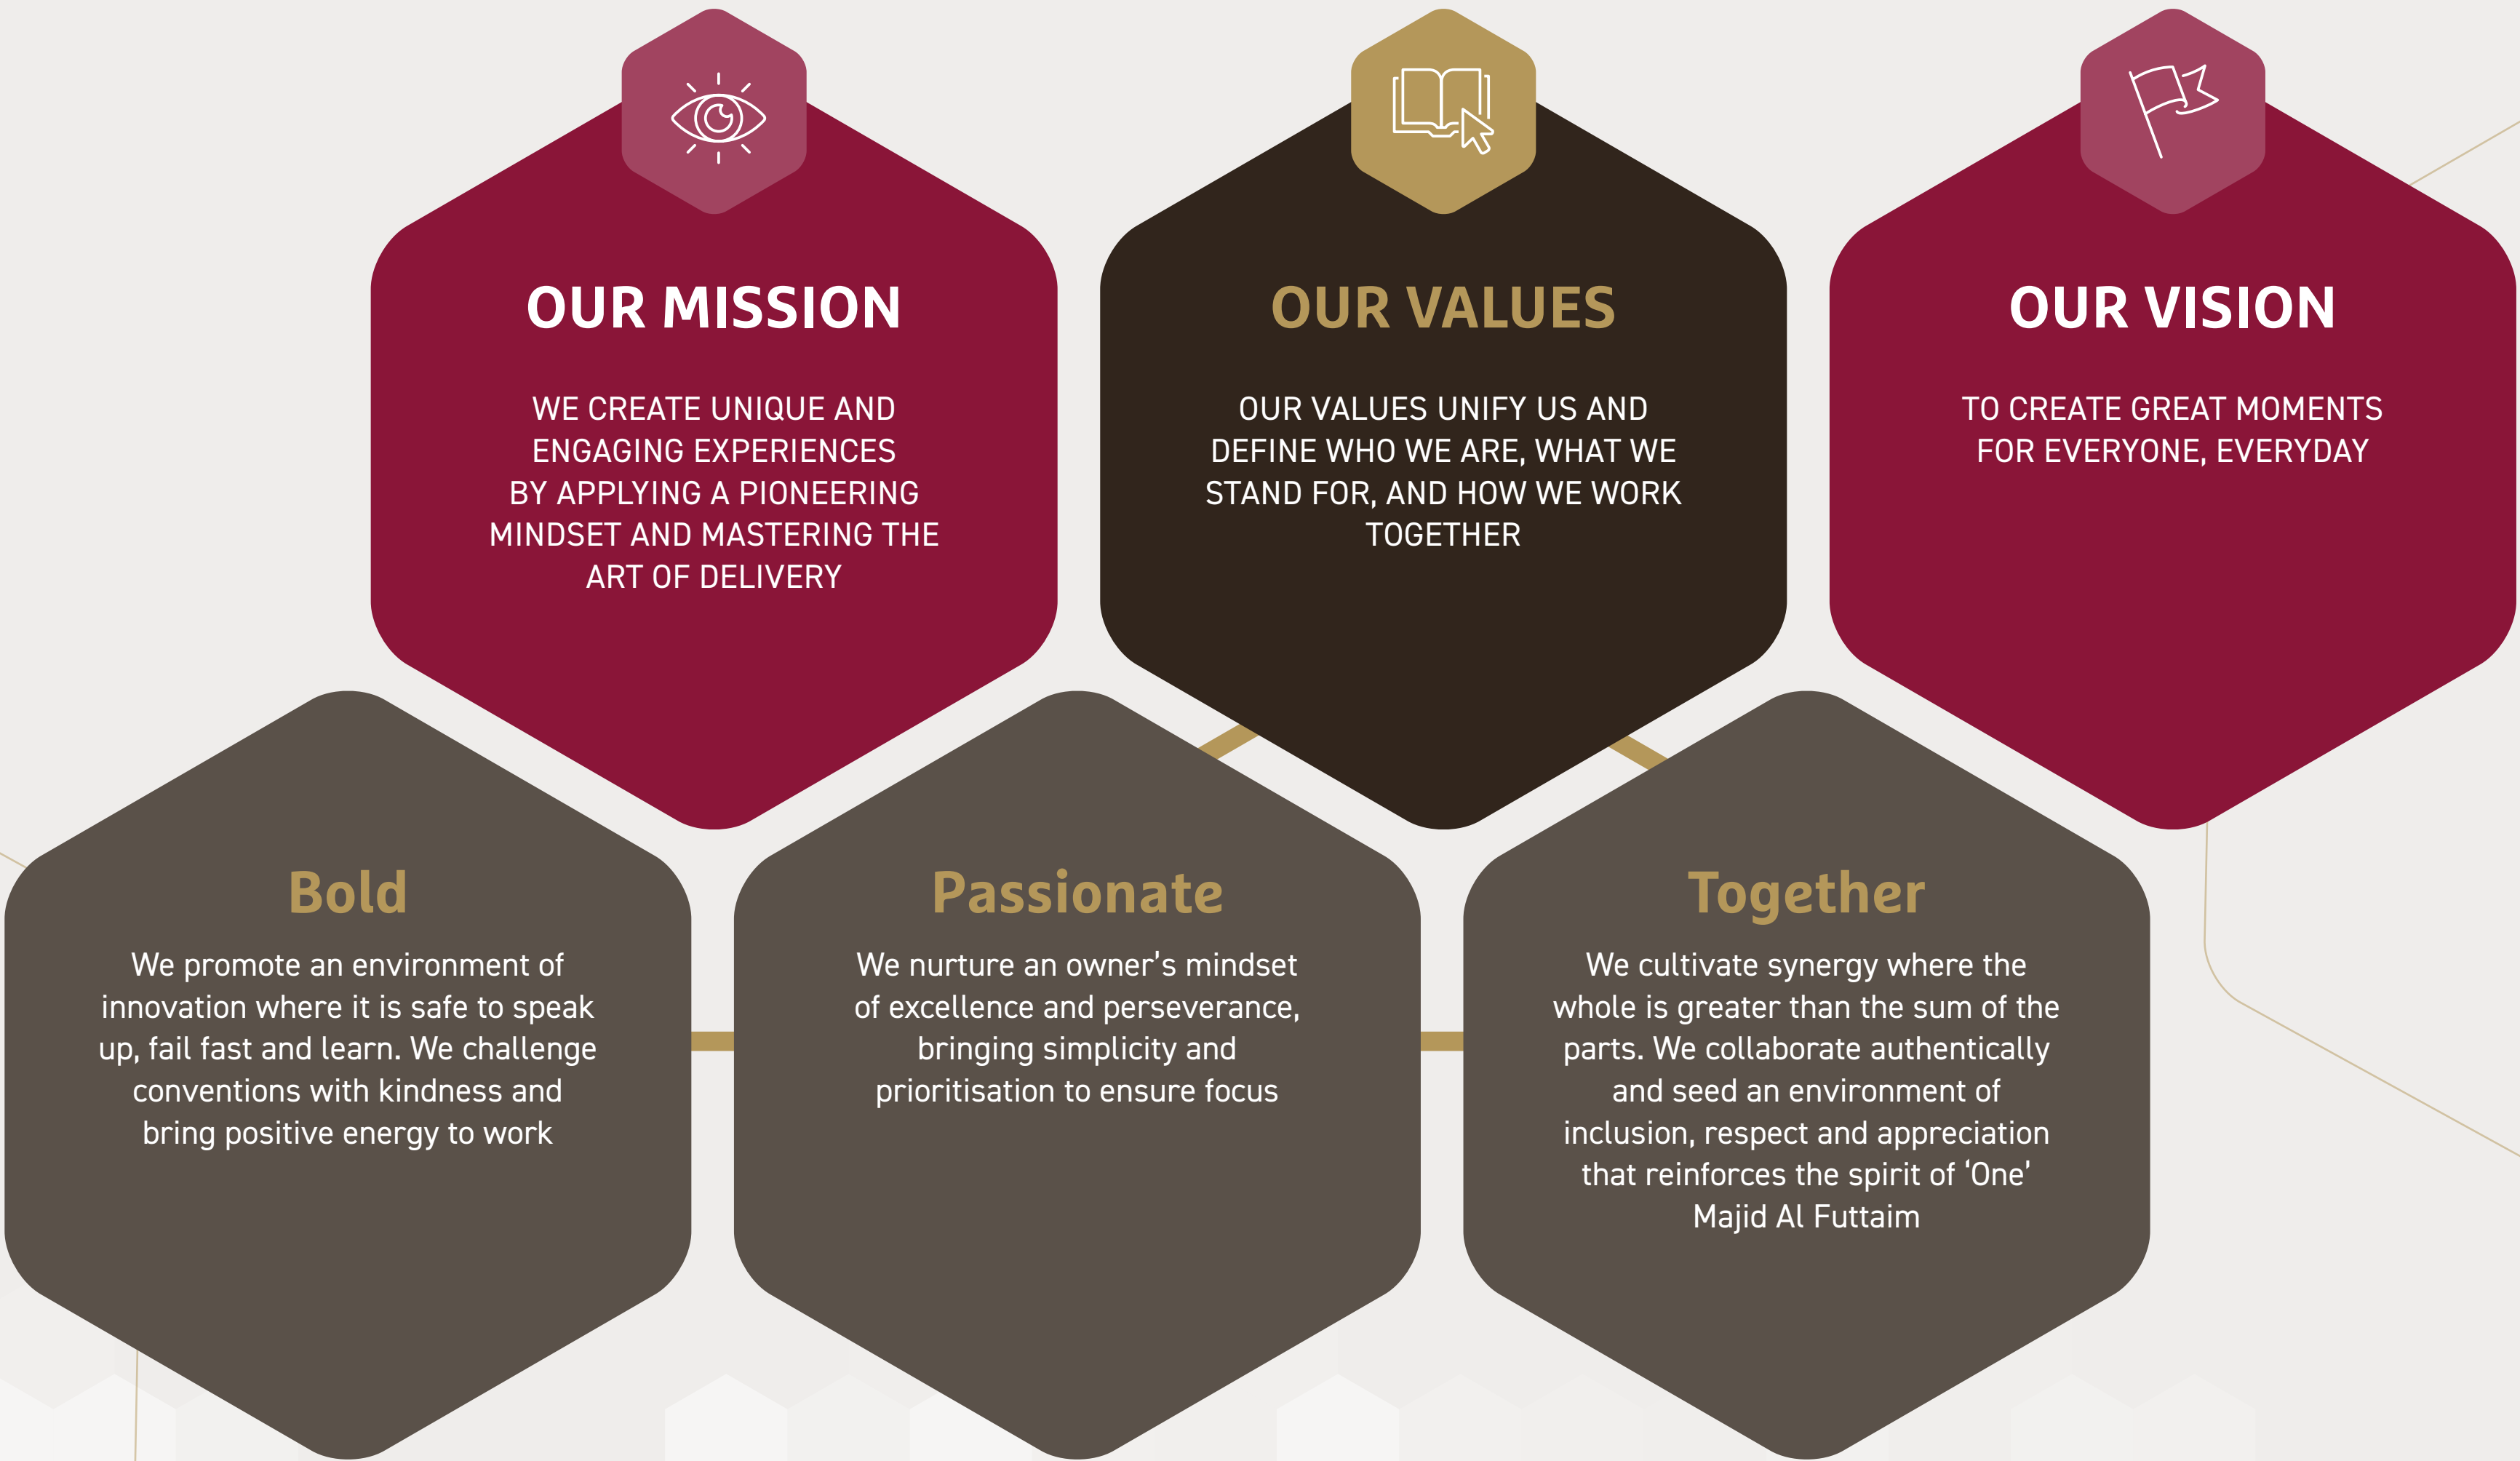 OUR MISSION
WE CREATE UNIQUE AND
ENGAGING EXPERIENCES
BY APPLYING A PIONEERING
MINDSET AND MASTERING THE
ART OF DELIVERY
OUR VALUES
OUR VALUES UNIFY US AND
DEFINE WHO WE ARE, WHAT WE
STAND FOR, AND HOW WE WORK
TOGETHER
OUR VISION
TO CREATE GREAT MOMENTS
FOR EVERYONE, EVERYDAY
Bold
We promote an environment of
innovation where it is safe to speak
up, fail fast and learn. We challenge
conventions with kindness and
bring positive energy to work
Passionate
We nurture an owner’s mindset
of excellence and perseverance,
bringing simplicity and
prioritisation to ensure focus
Together
We cultivate synergy where the
whole is greater than the sum of the
parts. We collaborate authentically
and seed an environment of
inclusion, respect and appreciation
that reinforces the spirit of ‘One’
Majid Al Futtaim